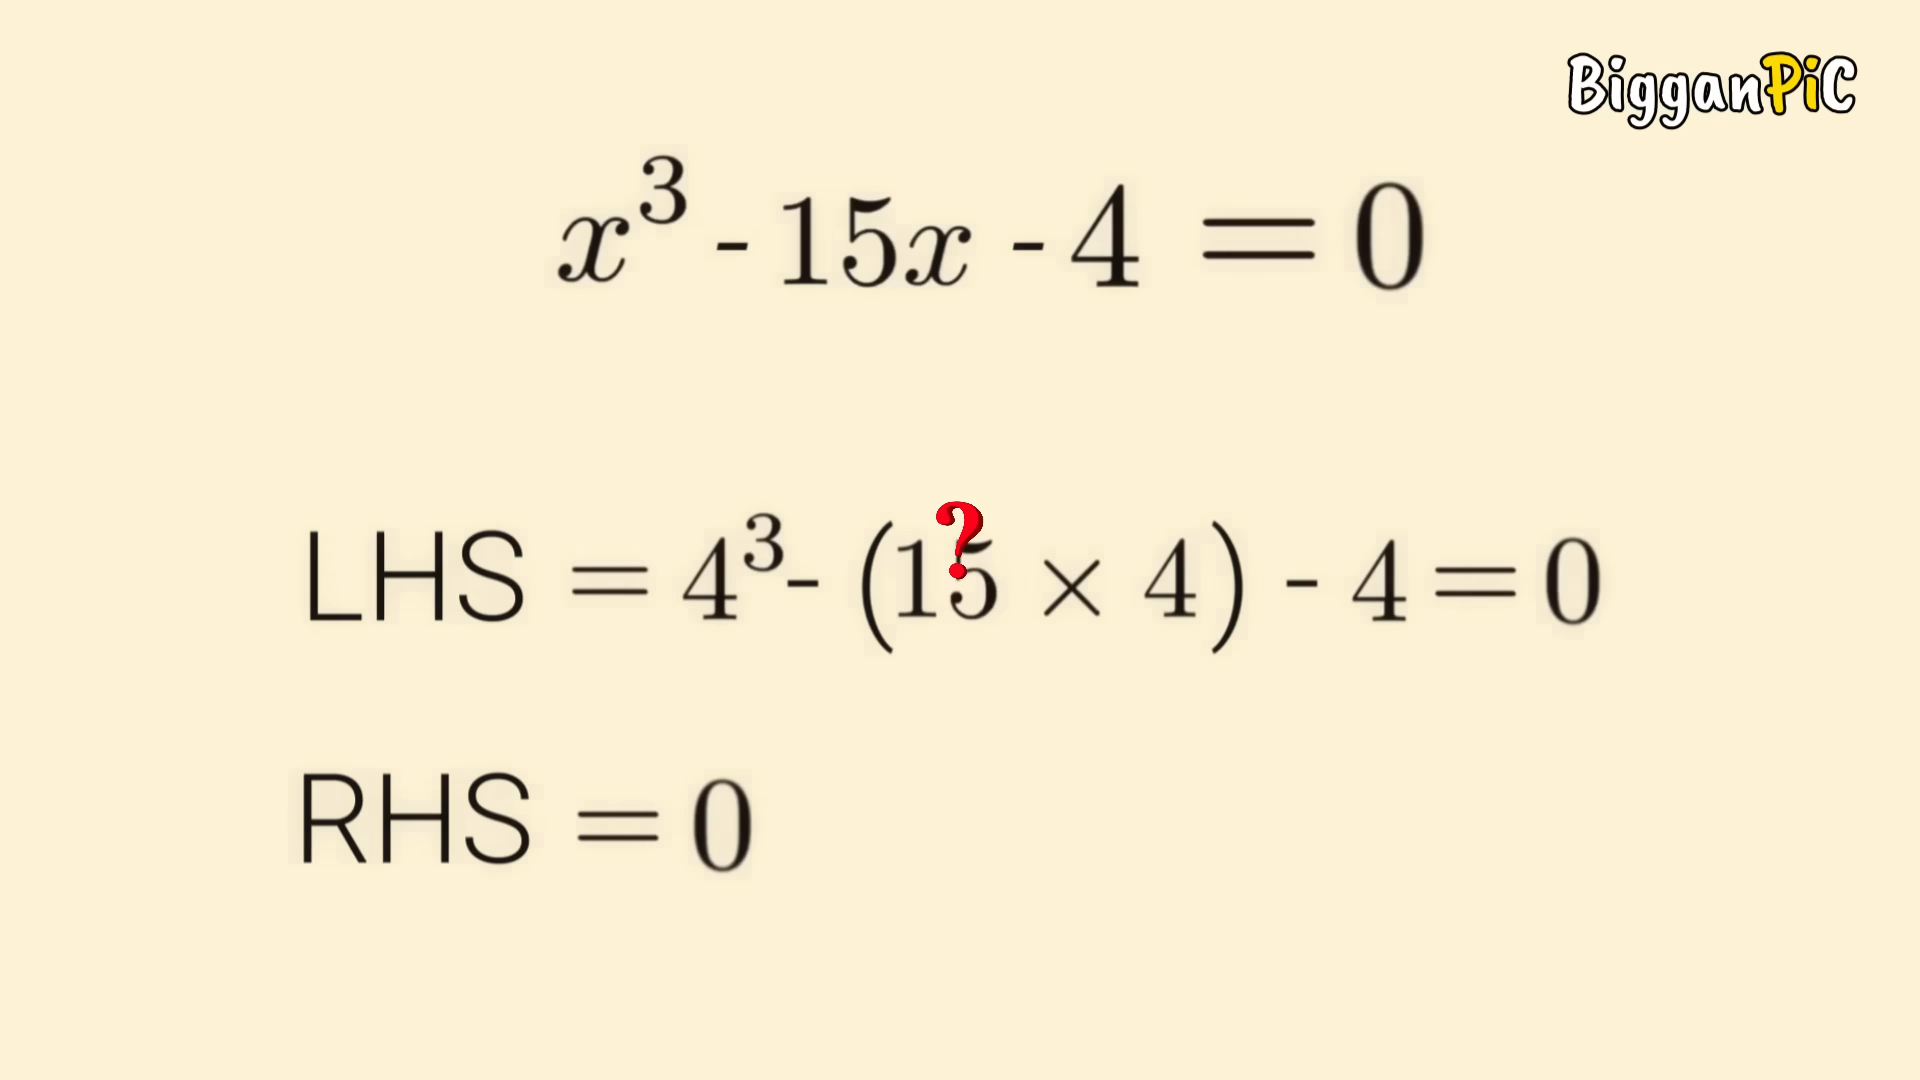 BigganPiC
x³ - 15x - 4 = 0
LHS = 4³ - (15 × 4) - 4 = 0
?
RHS = 0